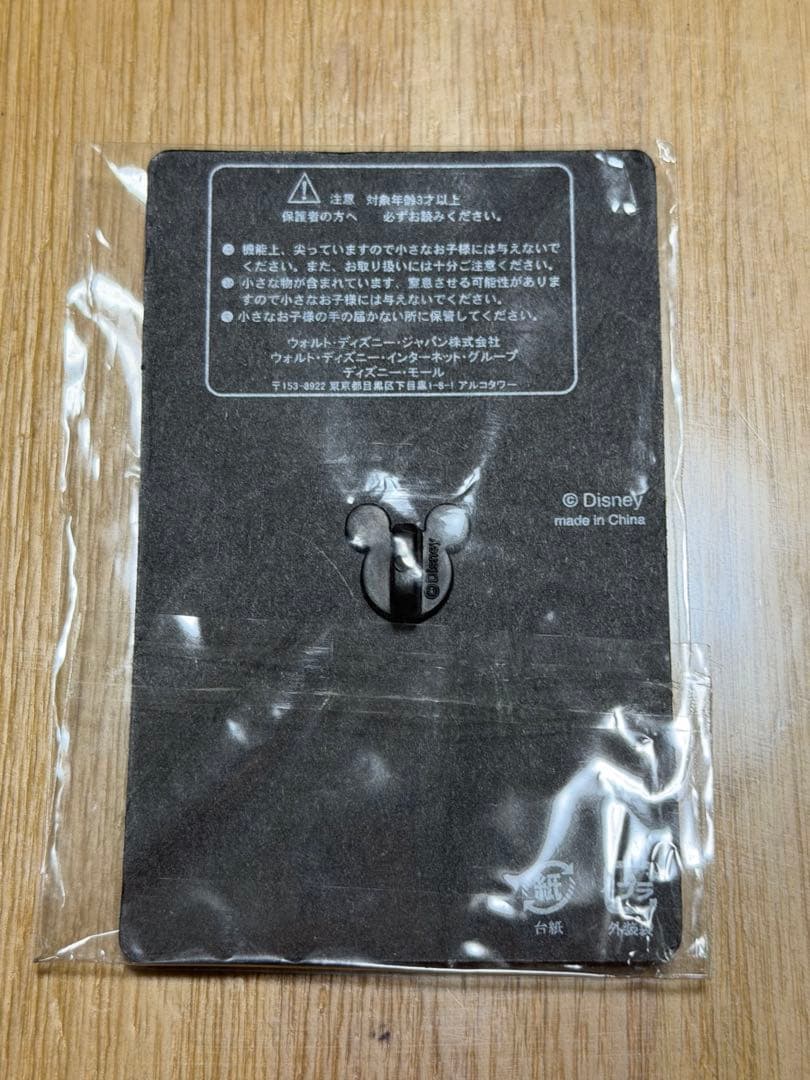 注意 対象年齢3才以上
保護者の方へ 必ずお読みください。
● 機能上、尖っていますので小さなお子様には与えないで
ください。また、お取り扱いには十分ご注意ください。
● 小さな物が含まれています、窒息させる可能性がありま
すので小さなお子様には与えないでください。
● 小さなお子様の手の届かない所に保管してください。
ウォルト・ディズニー・ジャパン株式会社
ウォルト・ディズニー・インターネット・グループ
ディズニー・モール
〒153-8922 東京都目黒区下目黒1-8-1 アルコタワー
© Disney
made in China
©Disney
紙
プラ
台紙
外装袋